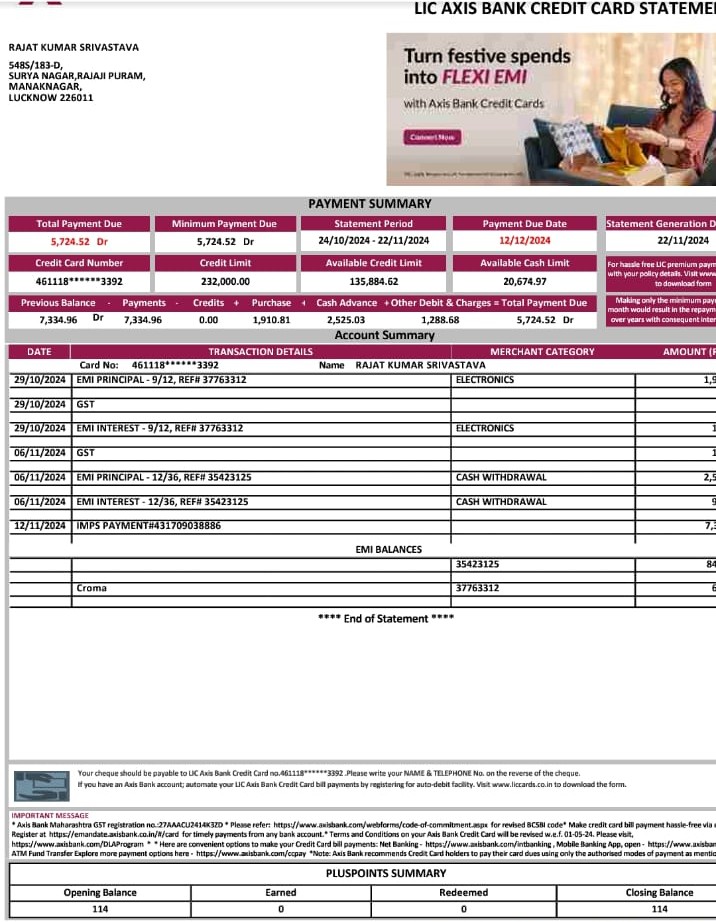 LIC AXIS BANK CREDIT CARD STATEME
RAJAT KUMAR SRIVASTAVA
548S/183-D,
SURYA NAGAR,RAJAJI PURAM,
MANAKNAGAR,
LUCKNOW 226011
Turn festive spends
into FLEXI EMI
with Axis Bank Credit Cards
Convert Now
PAYMENT SUMMARY
Total Payment Due Minimum Payment Due Statement Period Payment Due Date Statement Generation D
5,724.52 Dr 5,724.52 Dr 24/10/2024 - 22/11/2024 12/12/2024 22/11/2024
Credit Card Number Credit Limit Available Credit Limit Available Cash Limit
461118******3392 232,000.00 135,884.62 20,674.97
For hassle free LIC premium paym
with your policy details. Visit www
to download form
Previous Balance - Payments - Credits + Purchase + Cash Advance + Other Debit & Charges = Total Payment Due
7,334.96 Dr 7,334.96 0.00 1,910.81 2,525.03 1,288.68 5,724.52 Dr
Making only the minimum pay
month would result in the repaym
over years with consequent inter
Account Summary
DATE TRANSACTION DETAILS MERCHANT CATEGORY AMOUNT (
Card No: 461118******3392 Name RAJAT KUMAR SRIVASTAVA
29/10/2024 EMI PRINCIPAL - 9/12, REF# 37763312 ELECTRONICS 1,9
29/10/2024 GST
29/10/2024 EMI INTEREST - 9/12, REF# 37763312 ELECTRONICS 1
06/11/2024 GST 1
06/11/2024 EMI PRINCIPAL - 12/36, REF# 35423125 CASH WITHDRAWAL 2,5
06/11/2024 EMI INTEREST - 12/36, REF# 35423125 CASH WITHDRAWAL 9
12/11/2024 IMPS PAYMENT#431709038886 7,3
EMI BALANCES
35423125 84
Croma 37763312 6
**** End of Statement ****
Your cheque should be payable to LIC Axis Bank Credit Card no.461118******3392 .Please write your NAME & TELEPHONE No. on the reverse of the cheque.
If you have an Axis Bank account; automate your LIC Axis Bank Card bill payments by registering for auto-debit facility. Visit www.liccards.co.in to download the form.
IMPORTANT MESSAGE
* Axis Bank Maharashtra GST registration no.:27AAACU2414K3ZD * Please refer: https://www.axisbank.com/webforms/code-of-commitment.aspx for revised BCSBI code* Make credit card bill payment hassle-free via
Register at https://emandate.axisbank.co.in/#/card for timely payments from any bank account.* Terms and Conditions on your Axis Bank Credit Card will be revised w.e.f. 01-05-24. Please visit,
https://www.axisbank.com/DLAProgram * * Here are convenient options to make your Credit Card bill payments: Net Banking - https://www.axisbank.com/intbanking , Mobile Banking App, open - https://www.axisban
ATM Fund Transfer Explore more payment options here - https://www.axisbank.com/ccpay *Note: Axis Bank recommends Credit Card holders to pay their card dues using only the authorised modes of payment as mentio
PLUSPOINTS SUMMARY
Opening Balance Earned Redeemed Closing Balance
114 0 0 114